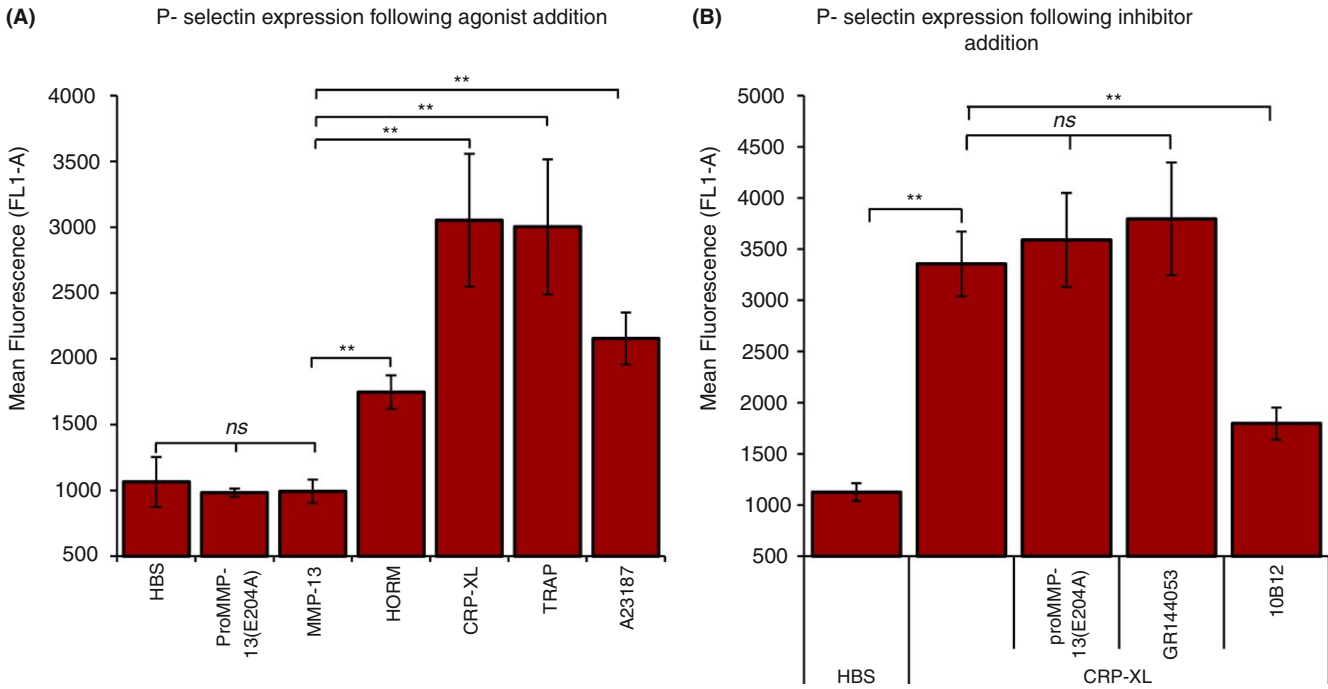 (A)
P- selectin expression following agonist addition
**
**
**
**
ns
Mean Fluorescence (FL1-A)
4000
3500
3000
2500
2000
1500
1000
500
HBS
ProMMP-
13(E204A)
MMP-13
HORM
CRP-XL
TRAP
A23187
(B)
P- selectin expression following inhibitor
addition
**
ns
**
Mean Fluorescence (FL1-A)
5000
4500
4000
3500
3000
2500
2000
1500
1000
500
proMMP-
13(E204A)
GR144053
10B12
HBS
CRP-XL